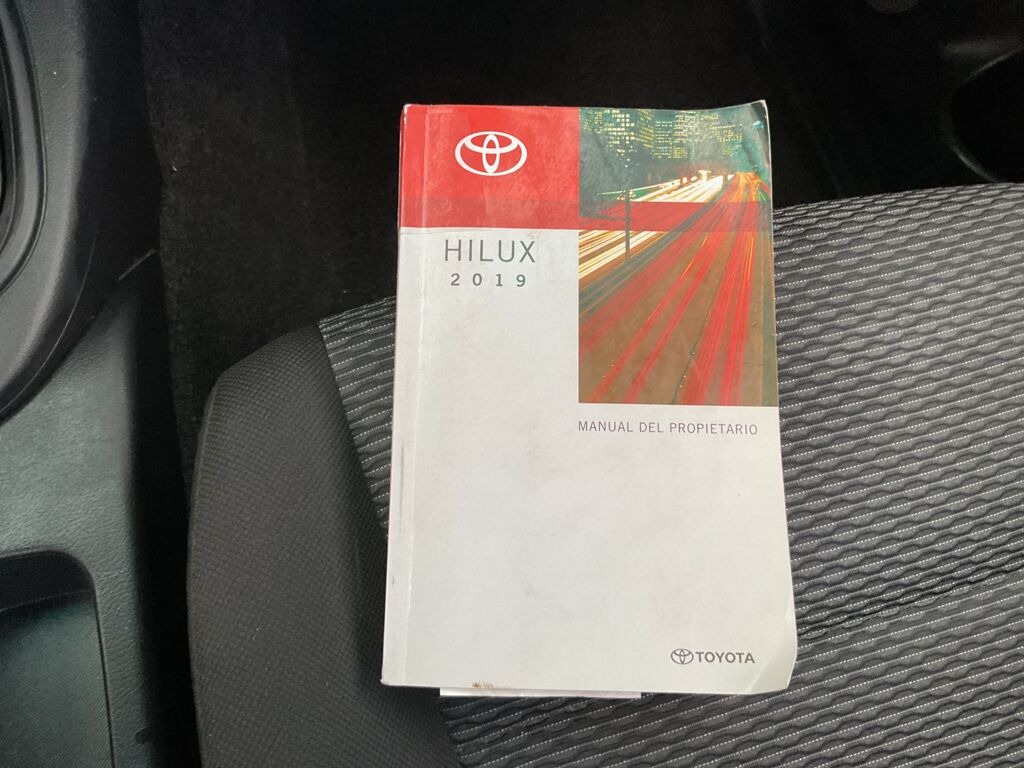 HILUX
2019
MANUAL DEL PROPIETARIO
TOYOTA